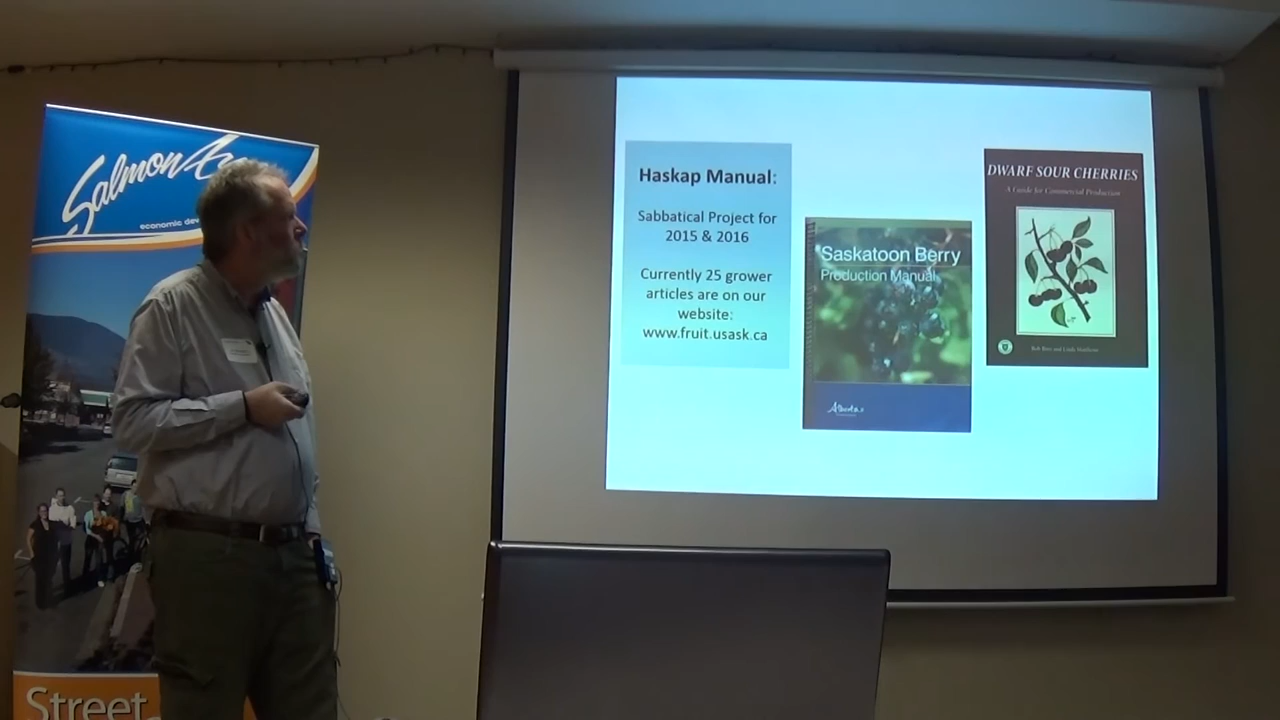 Salmon
economic
Street
Haskap Manual:
Sabbatical Project for
2015 & 2016
Currently 25 grower
articles are on our
website:
www.fruit.usask.ca
Saskatoon Berry
Production Manual
Alberta
DWARF SOUR CHERRIES
A Guide for Commercial Production